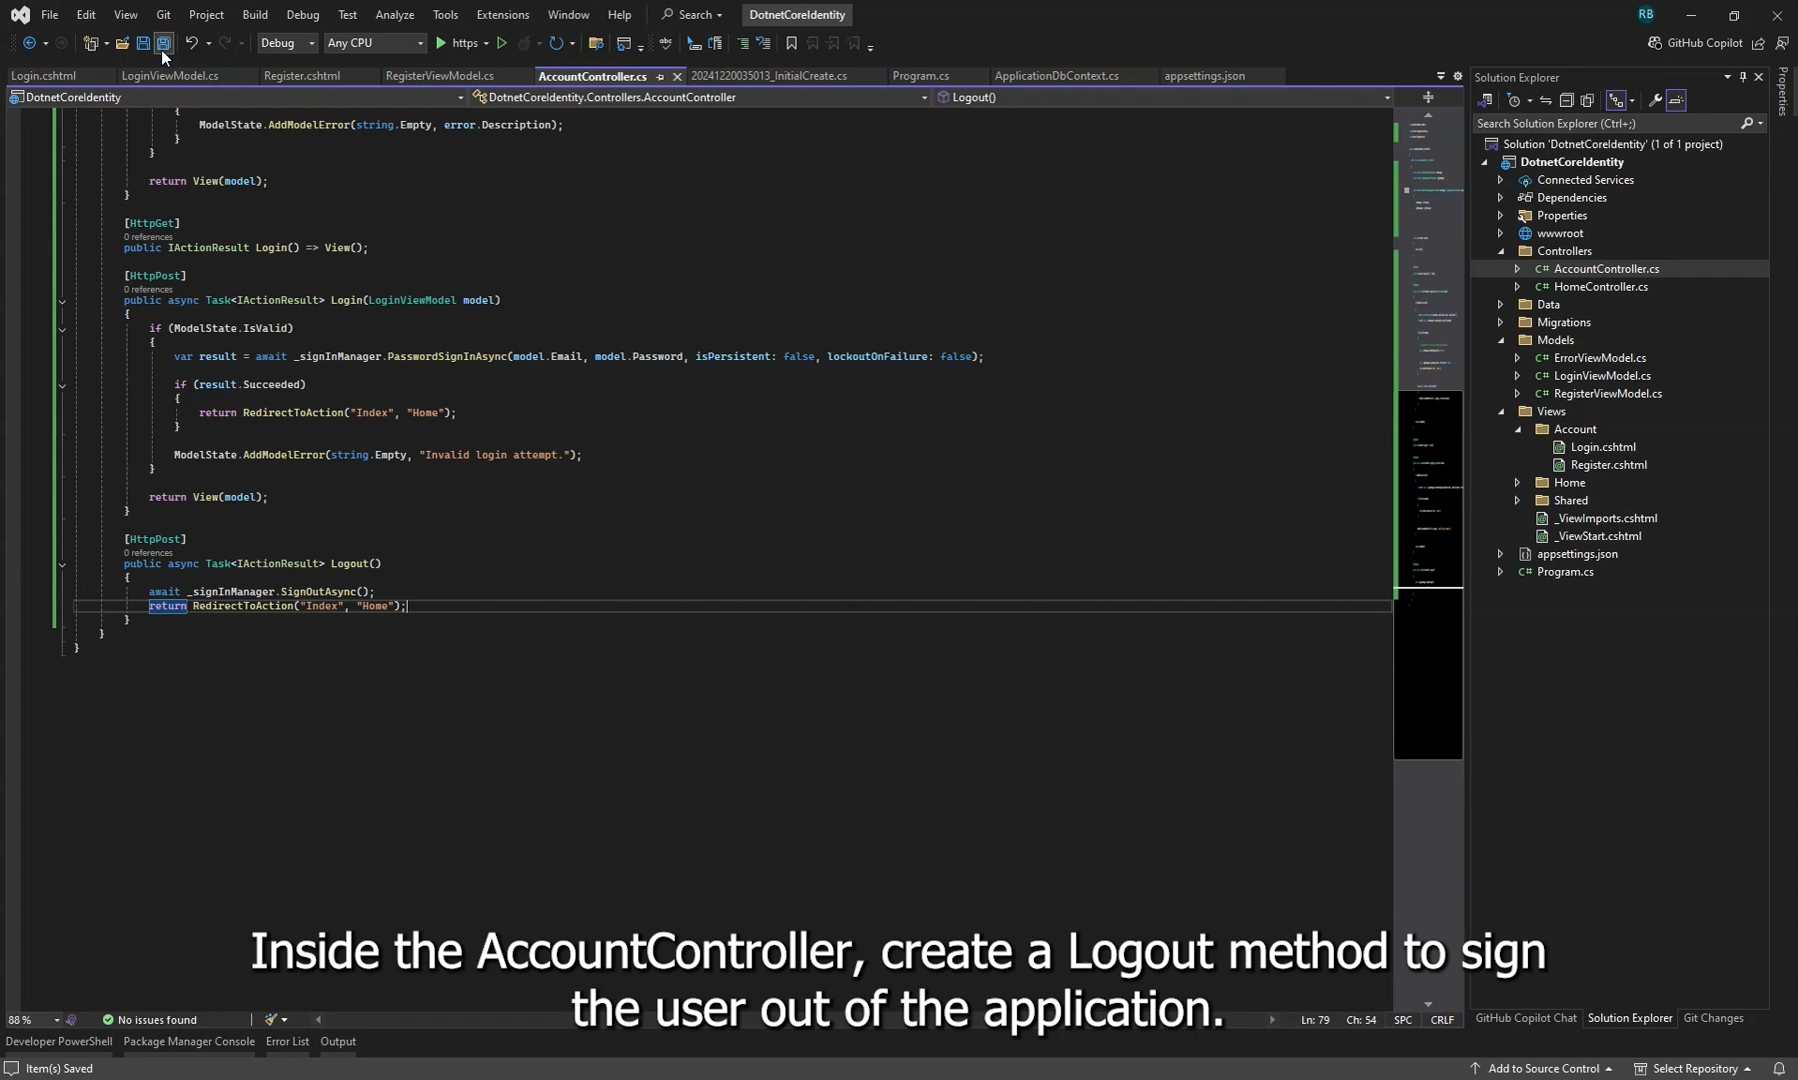 File Edit View Git Project Build Debug Test Analyze Tools Extensions Window Help Search DotnetCoreIdentity RB
Debug Any CPU https GitHub Copilot
Login.cshtml LoginViewModel.cs Register.cshtml RegisterViewModel.cs AccountController.cs 20241220035013_InitialCreate.cs Program.cs ApplicationDbContext.cs appsettings.json
DotnetCoreIdentity DotnetCoreIdentity.Controllers.AccountController Logout()
{
ModelState.AddModelError(string.Empty, error.Description);
}
}
return View(model);
}
[HttpGet]
0 references
public IActionResult Login() => View();
[HttpPost]
0 references
public async Task<IActionResult> Login(LoginViewModel model)
{
if (ModelState.IsValid)
{
var result = await _signInManager.PasswordSignInAsync(model.Email, model.Password, isPersistent: false, lockoutOnFailure: false);
if (result.Succeeded)
{
return RedirectToAction("Index", "Home");
}
ModelState.AddModelError(string.Empty, "Invalid login attempt.");
}
return View(model);
}
[HttpPost]
0 references
public async Task<IActionResult> Logout()
{
await _signInManager.SignOutAsync();
return RedirectToAction("Index", "Home");
}
}
}
Solution Explorer
Search Solution Explorer (Ctrl+;)
Solution 'DotnetCoreIdentity' (1 of 1 project)
DotnetCoreIdentity
Connected Services
Dependencies
Properties
wwwroot
Controllers
C# AccountController.cs
C# HomeController.cs
Data
Migrations
Models
C# ErrorViewModel.cs
C# LoginViewModel.cs
C# RegisterViewModel.cs
Views
Account
Login.cshtml
Register.cshtml
Home
Shared
_ViewImports.cshtml
_ViewStart.cshtml
appsettings.json
C# Program.cs
Properties
Inside the AccountController, create a Logout method to sign
the user out of the application.
88 % No issues found Ln: 79 Ch: 54 SPC CRLF
GitHub Copilot Chat Solution Explorer Git Changes
Developer PowerShell Package Manager Console Error List Output
Item(s) Saved Add to Source Control Select Repository